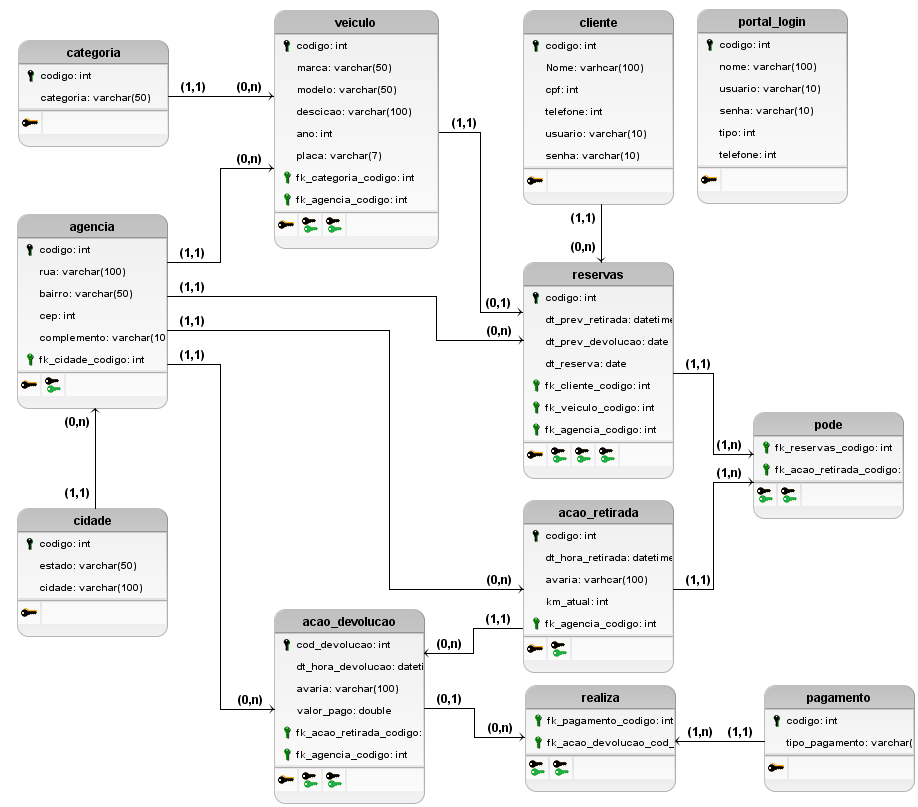 categoria
codigo: int
categoria: varchar(50)
(1,1)
(0,n)
veiculo
codigo: int
marca: varchar(50)
modelo: varchar(50)
descicao: varchar(100)
ano: int
placa: varchar(7)
fk_categoria_codigo: int
fk_agencia_codigo: int
(1,1)
(0,n)
cliente
codigo: int
Nome: varhcar(100)
cpf: int
telefone: int
usuario: varchar(10)
senha: varchar(10)
(1,1)
(0,n)
portal_login
codigo: int
nome: varchar(100)
usuario: varchar(10)
senha: varchar(10)
tipo: int
telefone: int
agencia
codigo: int
rua: varchar(100)
bairro: varchar(50)
cep: int
complemento: varchar(10
fk_cidade_codigo: int
(1,1)
(1,1)
(1,1)
(1,1)
(0,n)
(1,1)
reservas
codigo: int
dt_prev_retirada: datetime
dt_prev_devolucao: date
dt_reserva: date
fk_cliente_codigo: int
fk_veiculo_codigo: int
fk_agencia_codigo: int
(0,1)
(0,n)
(1,1)
(1,n)
(1,n)
(1,1)
pode
fk_reservas_codigo: int
fk_acao_retirada_codigo:
cidade
codigo: int
estado: varchar(50)
cidade: varchar(100)
acao_retirada
codigo: int
dt_hora_retirada: datetime
avaria: varhcar(100)
km_atual: int
fk_agencia_codigo: int
(0,n)
(1,1)
(0,n)
acao_devolucao
cod_devolucao: int
dt_hora_devolucao: dateti
avaria: varchar(100)
valor_pago: double
fk_acao_retirada_codigo:
fk_agencia_codigo: int
(0,n)
(0,1)
(0,n)
realiza
fk_pagamento_codigo: int
fk_acao_devolucao_cod_
(1,n)
(1,1)
pagamento
codigo: int
tipo_pagamento: varchar(